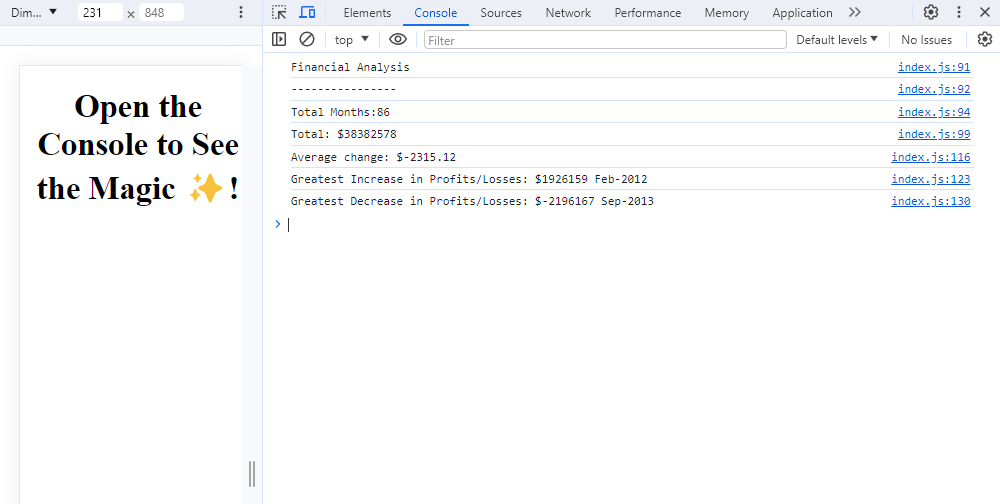 Dim... ▼ 231 × 848
Open the
Console to See
the Magic ✨!
Elements Console Sources Network Performance Memory Application
top ▼ Filter Default levels ▼ No Issues
Financial Analysis index.js:91
---------------- index.js:92
Total Months:86 index.js:94
Total: $38382578 index.js:99
Average change: $-2315.12 index.js:116
Greatest Increase in Profits/Losses: $1926159 Feb-2012 index.js:123
Greatest Decrease in Profits/Losses: $-2196167 Sep-2013 index.js:130